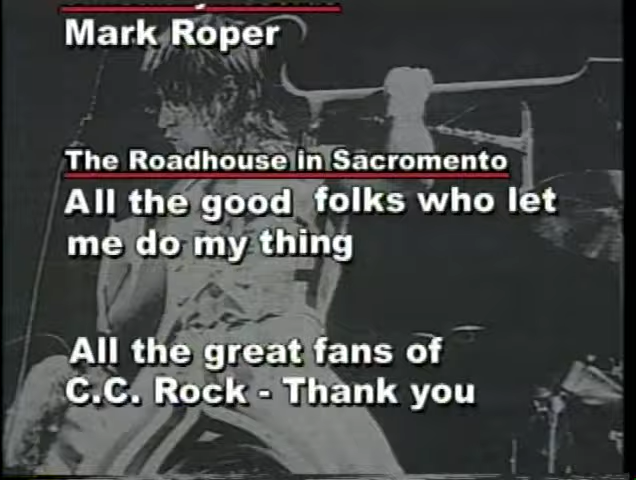 Mark Roper
The Roadhouse in Sacromento
All the good folks who let
me do my thing
All the great fans of
C.C. Rock - Thank you